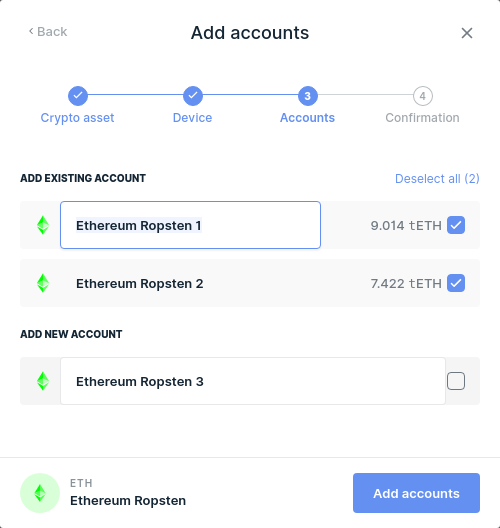 Back
Add accounts
3
4
Crypto asset
Device
Accounts
Confirmation
ADD EXISTING ACCOUNT
Deselect all (2)
Ethereum Ropsten 1
9.014 tETH
Ethereum Ropsten 2
7.422 tETH
ADD NEW ACCOUNT
Ethereum Ropsten 3
ETH
Ethereum Ropsten
Add accounts